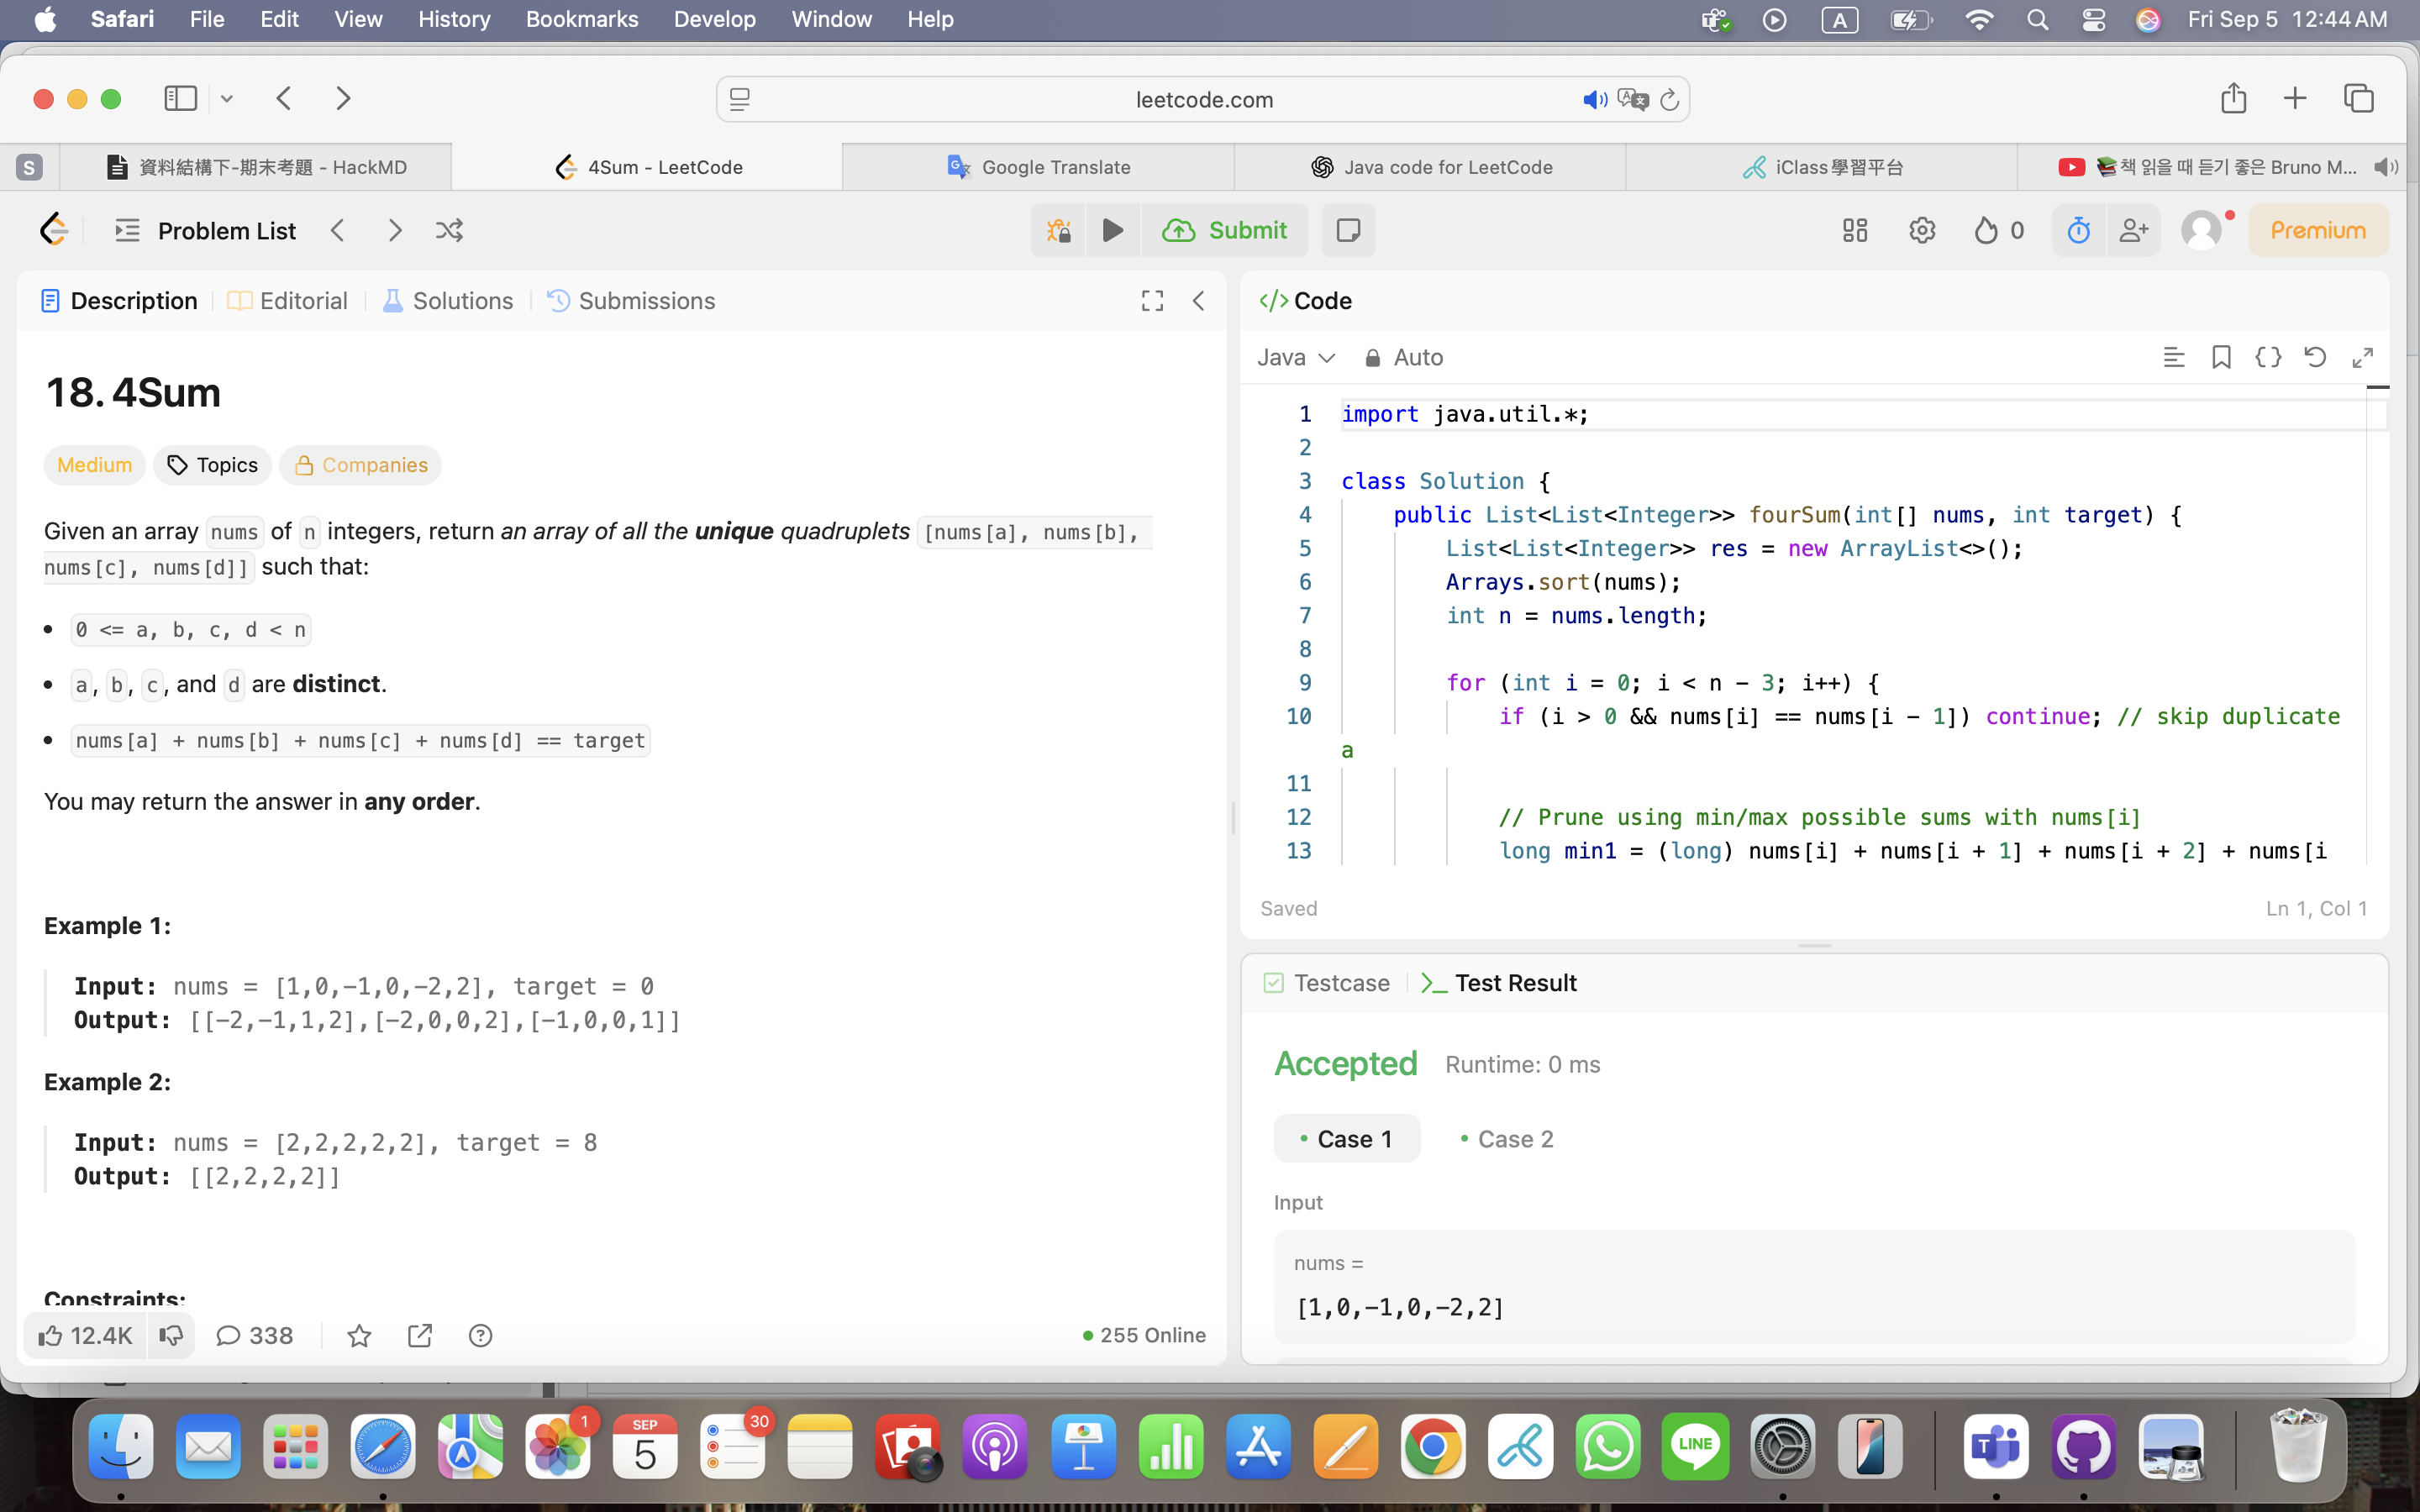 Safari File Edit View History Bookmarks Develop Window Help A Fri Sep 5 12:44 AM
leetcode.com
S 資料結構下-期末考題 - HackMD 4Sum - LeetCode Google Translate Java code for LeetCode iClass 學習平台 📚책 읽을 때 듣기 좋은 Bruno M...
Problem List Submit 0 Premium
Description Editorial Solutions Submissions
18. 4Sum
Medium Topics Companies
Given an array nums of n integers, return an array of all the unique quadruplets [nums[a], nums[b],
nums[c], nums[d]] such that:
• 0 <= a, b, c, d < n
• a, b, c, and d are distinct.
• nums[a] + nums[b] + nums[c] + nums[d] == target
You may return the answer in any order.
Example 1:
Input: nums = [1,0,-1,0,-2,2], target = 0
Output: [[-2,-1,1,2],[-2,0,0,2],[-1,0,0,1]]
Example 2:
Input: nums = [2,2,2,2,2], target = 8
Output: [[2,2,2,2]]
Constraints:
12.4K 338 255 Online
</> Code
Java Auto
1 import java.util.*;
2
3 class Solution {
4 public List<List<Integer>> fourSum(int[] nums, int target) {
5 List<List<Integer>> res = new ArrayList<>();
6 Arrays.sort(nums);
7 int n = nums.length;
8
9 for (int i = 0; i < n - 3; i++) {
10 if (i > 0 && nums[i] == nums[i - 1]) continue; // skip duplicate
a
11
12 // Prune using min/max possible sums with nums[i]
13 long min1 = (long) nums[i] + nums[i + 1] + nums[i + 2] + nums[i
Saved Ln 1, Col 1
Testcase Test Result
Accepted Runtime: 0 ms
• Case 1 • Case 2
Input
nums =
[1,0,-1,0,-2,2]
1 SEP 5 30 LINE T